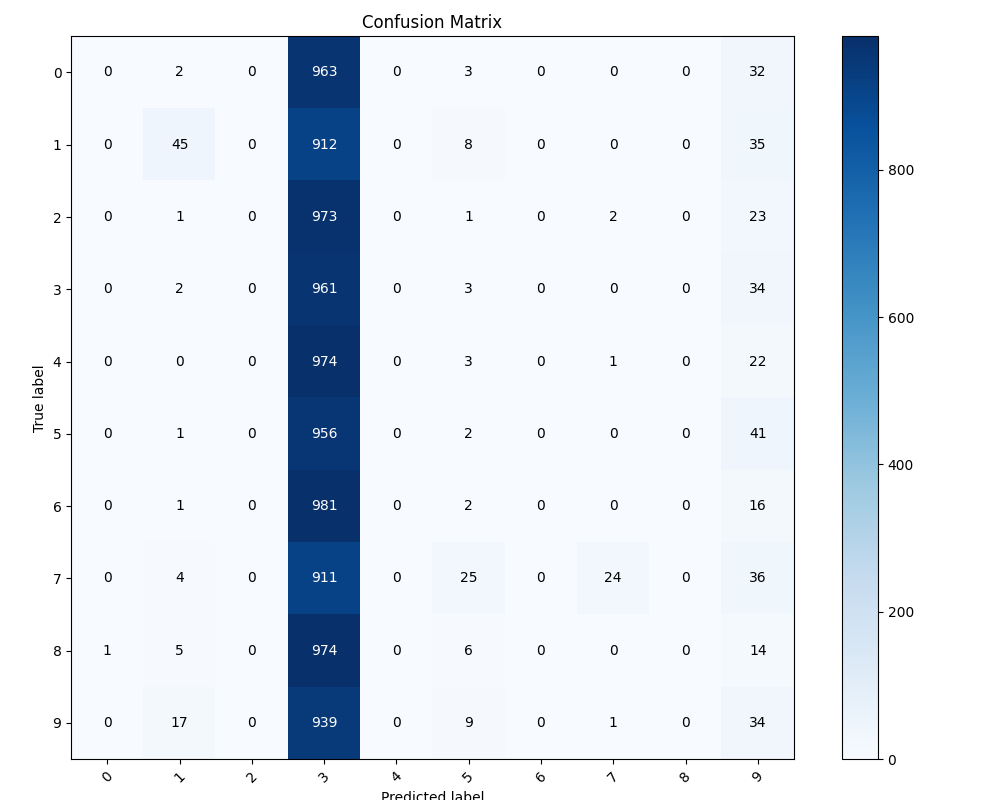 Confusion Matrix
0 0 2 0 963 0 3 0 0 0 32
1 0 45 0 912 0 8 0 0 0 35
2 0 1 0 973 0 1 0 2 0 23
3 0 2 0 961 0 3 0 0 0 34
4 0 0 0 974 0 3 0 1 0 22
5 0 1 0 956 0 2 0 0 0 41
6 0 1 0 981 0 2 0 0 0 16
7 0 4 0 911 0 25 0 24 0 36
8 1 5 0 974 0 6 0 0 0 14
9 0 17 0 939 0 9 0 1 0 34
0 1 2 3 4 5 6 7 8 9
True label
Predicted label
800
600
400
200
0